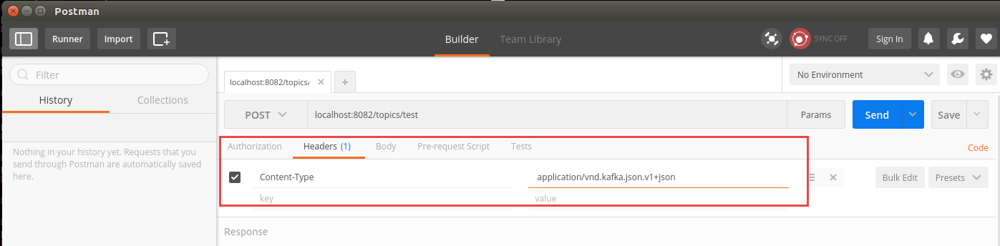 Postman
Runner Import Builder Team Library SYNC OFF Sign In
Filter
History Collections
Nothing in your history yet. Requests that you
send through Postman are automatically saved
here.
localhost:8082/topics/ No Environment
POST localhost:8082/topics/test Params Send Save
Authorization Headers (1) Body Pre-request Script Tests Code
Content-Type application/vnd.kafka.json.v1+json Bulk Edit Presets
key value
Response